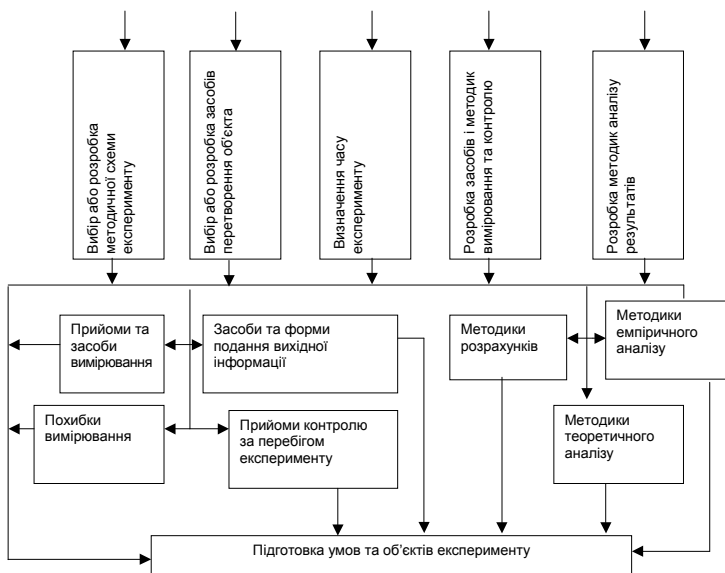 Вибір або розробка
методичної схеми
експерименту
Вибір або розробка засобів
перетворення об’єкта
Визначення часу
експерименту
Розробка засобів і методик
вимірювання та контролю
Розробка методик аналізу
результатів
Прийоми та
засоби
вимірювання
Засоби та форми
подання вихідної
інформації
Методики
розрахунків
Методики
емпіричного
аналізу
Похибки
вимірювання
Прийоми контролю
за перебігом
експерименту
Методики
теоретичного
аналізу
Підготовка умов та об’єктів експерименту